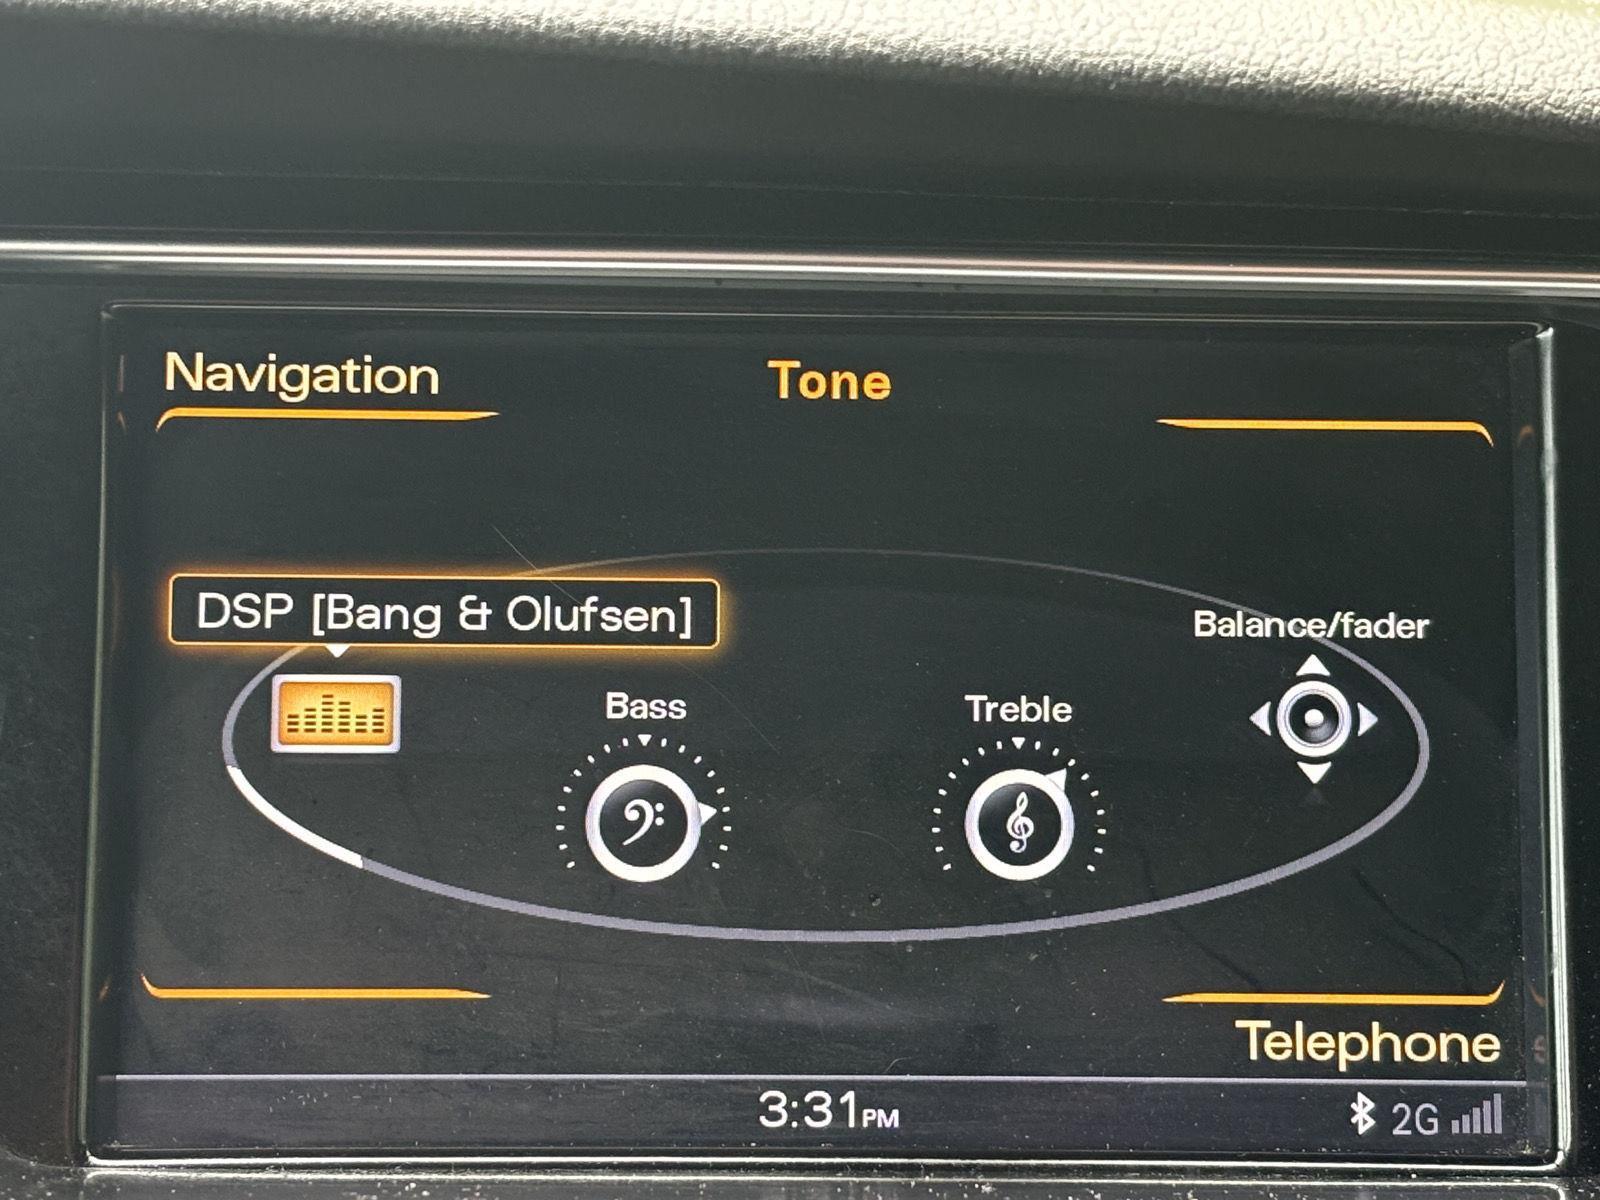 Navigation
Tone
DSP [Bang & Olufsen]
Balance/fader
Bass
Treble
Telephone
3:31PM
2G